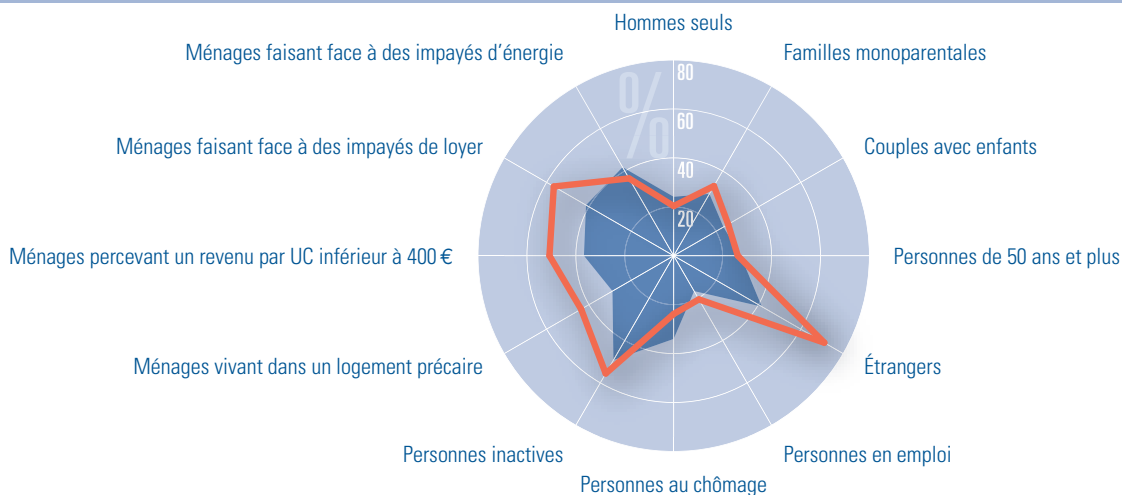 Hommes seuls
Ménages faisant face à des impayés d’énergie
Familles monoparentales
80
%
%
60
Ménages faisant face à des impayés de loyer
Couples avec enfants
40
20
Ménages percevant un revenu par UC inférieur à 400 €
Personnes de 50 ans et plus
Ménages vivant dans un logement précaire
Étrangers
Personnes inactives
Personnes en emploi
Personnes au chômage